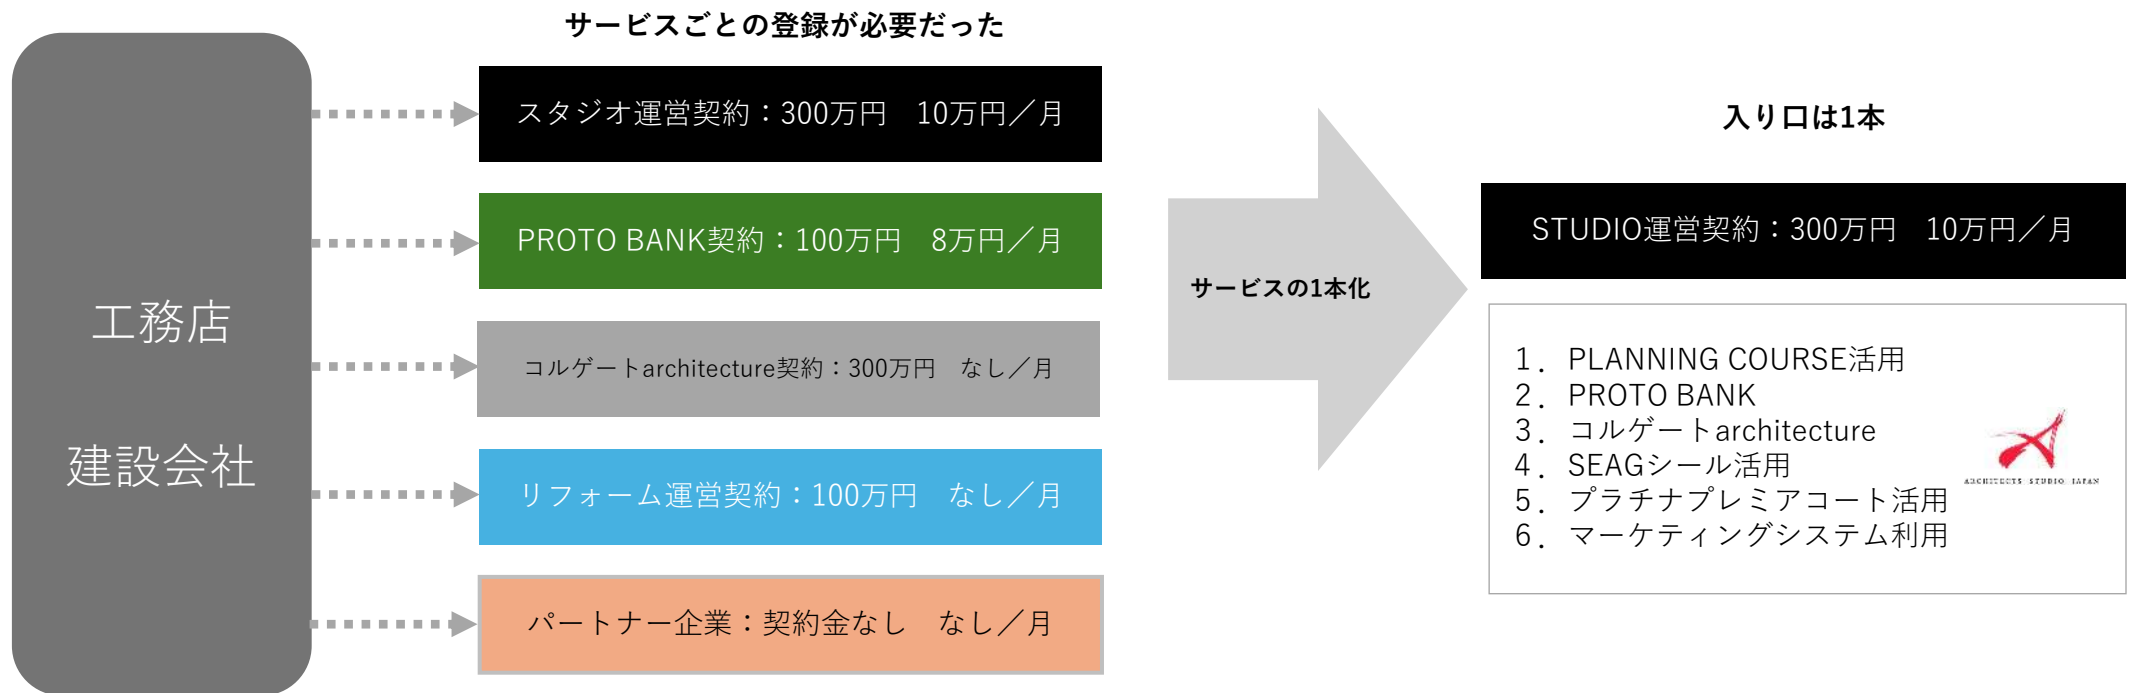 サービスごとの登録が必要だった
工務店
建設会社
スタジオ運営契約：300万円　10万円／月
PROTO BANK契約：100万円　8万円／月
コルゲートarchitecture契約：300万円　なし／月
リフォーム運営契約：100万円　なし／月
パートナー企業：契約金なし　なし／月
サービスの1本化
入り口は1本
STUDIO運営契約：300万円　10万円／月
1．PLANNING COURSE活用
2．PROTO BANK
3．コルゲートarchitecture
4．SEAGシール活用
5．プラチナプレミアコート活用
6．マーケティングシステム利用
ARCHITECTS STUDIO JAPAN